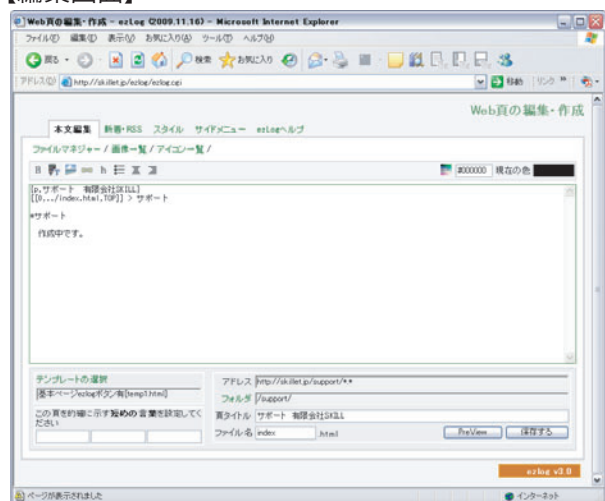 【編集画面】
Web頁の編集・作成 - ezLog (2009.11.16) - Microsoft Internet Explorer
ファイル(F) 編集(E) 表示(V) お気に入り(A) ツール(T) ヘルプ(H)
戻る 検索 お気に入り
アドレス(D) http://skillet.jp/ezlog/ezlog.cgi 移動 リンク
Web頁の編集・作成
本文編集 新着・RSS スタイル サイドメニュー ezLogヘルプ
ファイルマネジャー / 画像一覧 / アイコン一覧 /
B h #000000 現在の色
[p.サポート 有限会社SKILL]
[[0,../index.html,TOP]] > サポート
*サポート
作成中です。
テンプレートの選択
基本ページezlogボタン有[temp1.html]
この頁を的確に示す短めの言葉を設定してください
アドレス http://skillet.jp/support/*.*
フォルダ /support/
頁タイトル サポート 有限会社SKILL
ファイル名 index .html PreView 保存する
ezlog v3.0
ページが表示されました インターネット